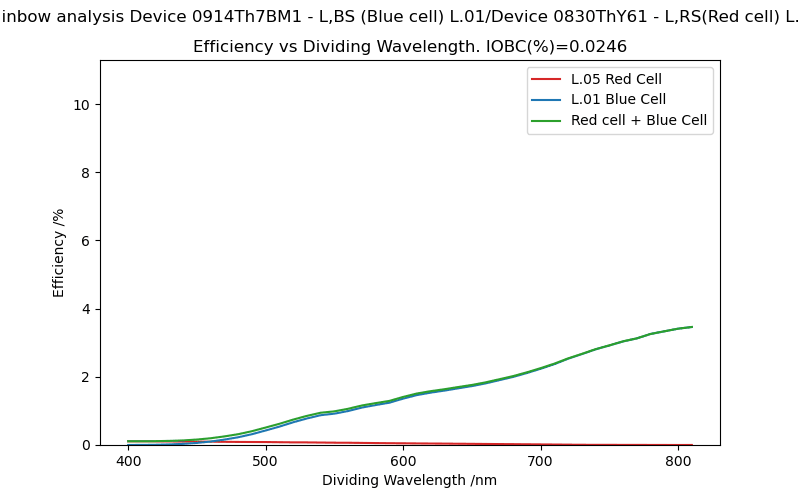 inbow analysis Device 0914Th7BM1 - L,BS (Blue cell) L.01/Device 0830ThY61 - L,RS(Red cell) L.
Efficiency vs Dividing Wavelength. IOBC(%)=0.0246
L.05 Red Cell
L.01 Blue Cell
Red cell + Blue Cell
10
8
6
4
2
0
Efficiency /%
400 500 600 700 800
Dividing Wavelength /nm